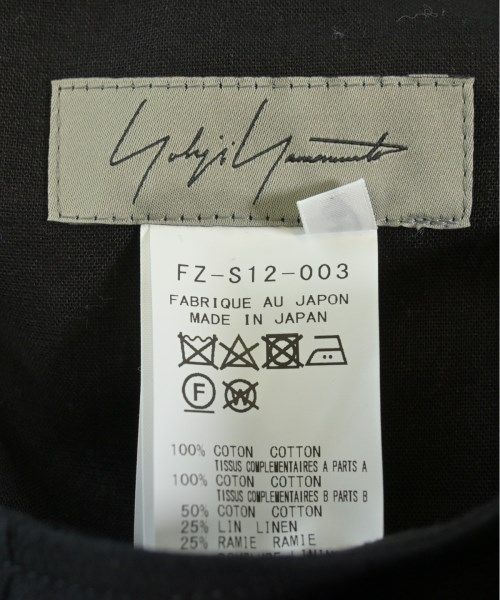 Yohji Yamamoto
FZ-S12-003
FABRIQUE AU JAPON
MADE IN JAPAN
F
W
100% COTON COTTON
TISSUS COMPLEMENTAIRES A PARTS A
100% COTON COTTON
TISSUS COMPLEMENTAIRES B PARTS B
50% COTON COTTON
25% LIN LINEN
25% RAMIE RAMIE